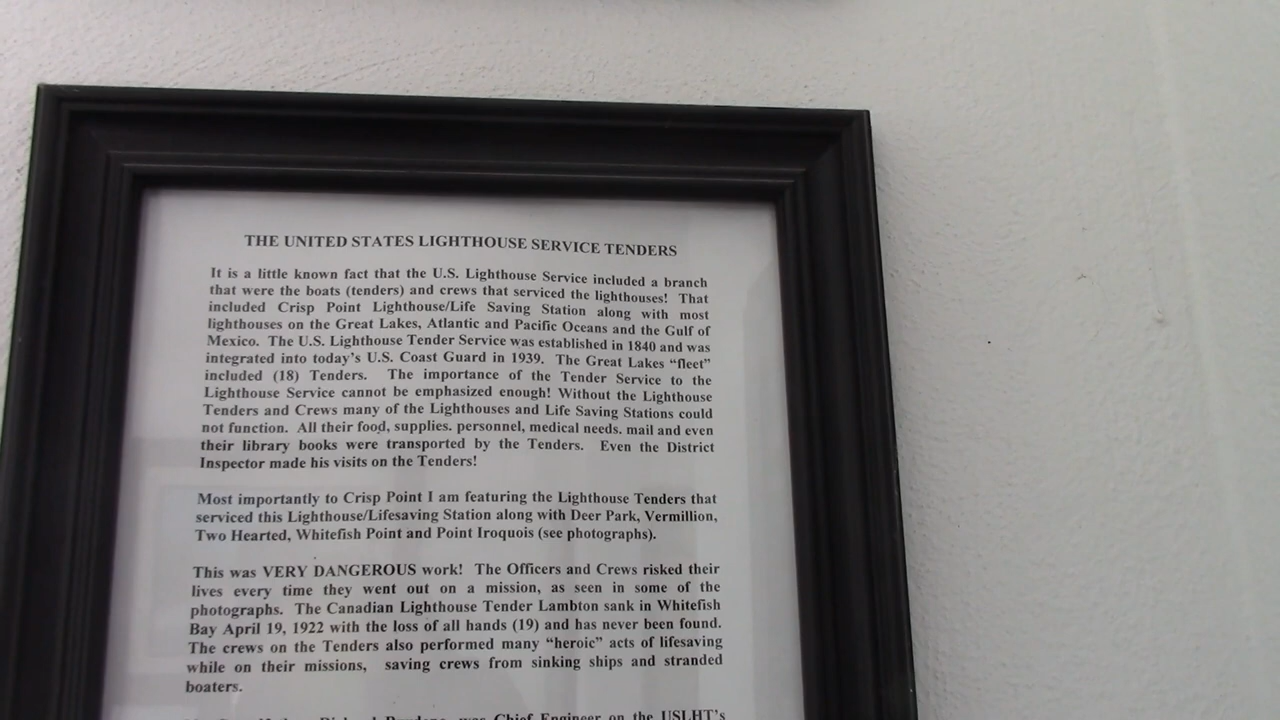 THE UNITED STATES LIGHTHOUSE SERVICE TENDERS
It is a little known fact that the U.S. Lighthouse Service included a branch
that were the boats (tenders) and crews that serviced the lighthouses! That
included Crisp Point Lighthouse/Life Saving Station along with most
lighthouses on the Great Lakes, Atlantic and Pacific Oceans and the Gulf of
Mexico. The U.S. Lighthouse Tender Service was established in 1840 and was
integrated into today's U.S. Coast Guard in 1939. The Great Lakes “fleet”
included (18) Tenders. The importance of the Tender Service to the
Lighthouse Service cannot be emphasized enough! Without the Lighthouse
Tenders and Crews many of the Lighthouses and Life Saving Stations could
not function. All their food, supplies. personnel, medical needs. mail and even
their library books were transported by the Tenders. Even the District
Inspector made his visits on the Tenders!
Most importantly to Crisp Point I am featuring the Lighthouse Tenders that
serviced this Lighthouse/Lifesaving Station along with Deer Park, Vermillion,
Two Hearted, Whitefish Point and Point Iroquois (see photographs).
This was VERY DANGEROUS work! The Officers and Crews risked their
lives every time they went out on a mission, as seen in some of the
photographs. The Canadian Lighthouse Tender Lambton sank in Whitefish
Bay April 19, 1922 with the loss of all hands (19) and has never been found.
The crews on the Tenders also performed many “heroic” acts of lifesaving
while on their missions, saving crews from sinking ships and stranded
boaters.
was Chief Engineer on the USLHT's